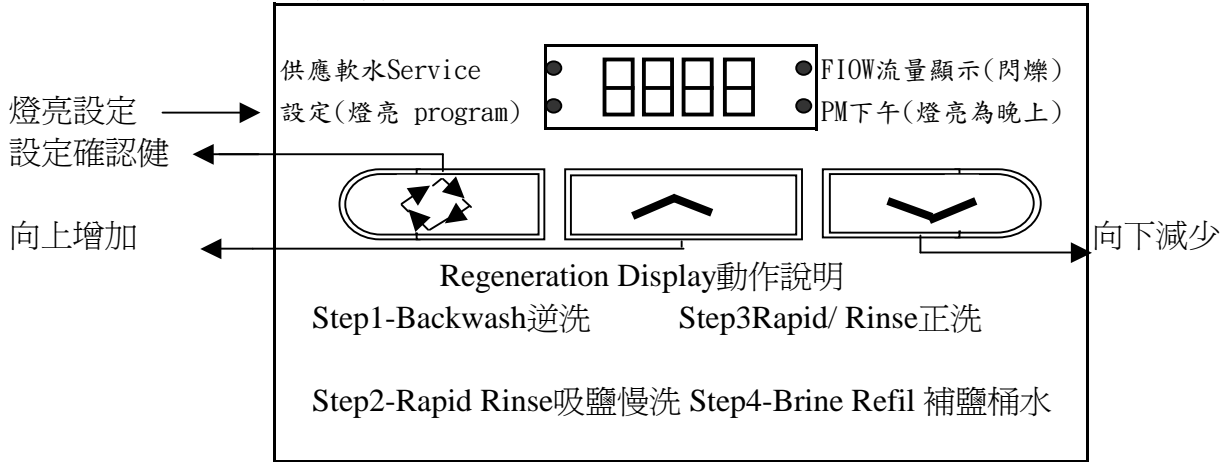 供應軟水Service
FIOW流量顯示(閃爍)
燈亮設定
設定(燈亮 program)
8888
PM下午(燈亮為晚上)
設定確認健
向上增加
向下減少
Regeneration Display動作說明
Step1-Backwash逆洗 Step3Rapid/ Rinse正洗
Step2-Rapid Rinse吸鹽慢洗 Step4-Brine Refil 補鹽桶水